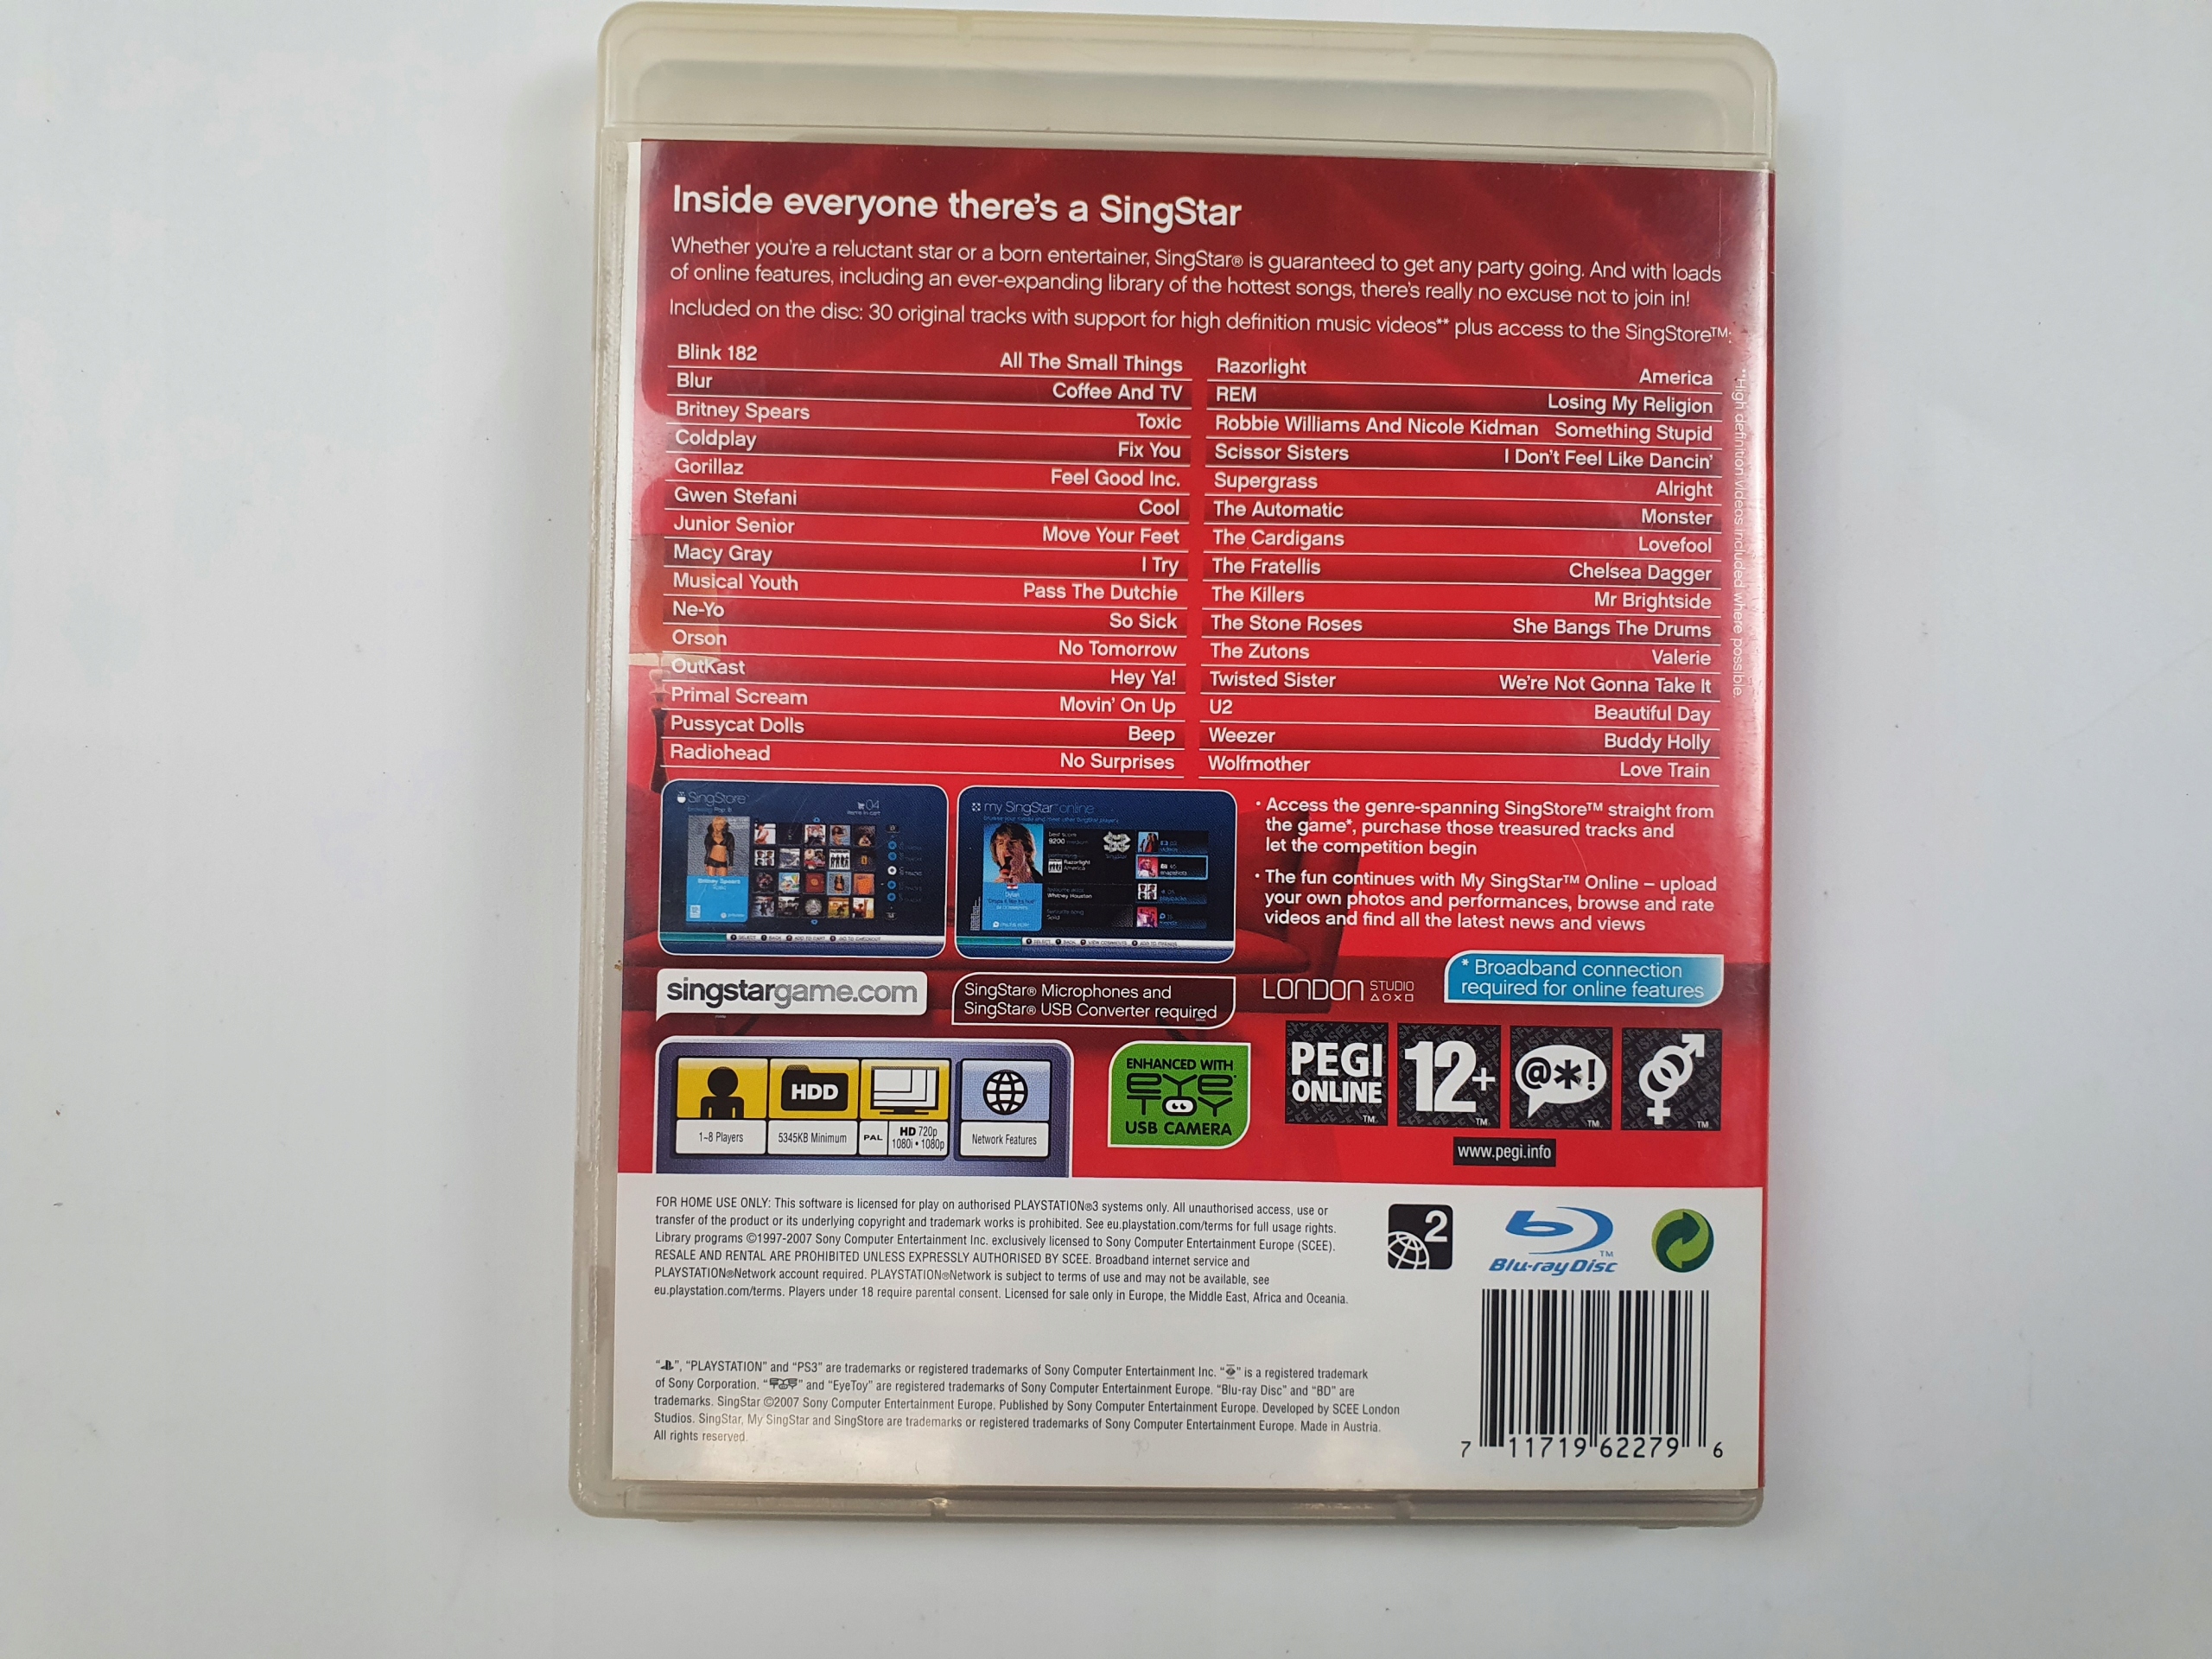 Inside everyone there's a SingStar
Whether you're a reluctant star or a born entertainer, SingStar® is guaranteed to get any party going. And with loads
of online features, including an ever-expanding library of the hottest songs, there's really no excuse not to join in!
Included on the disc: 30 original tracks with support for high definition music videos** plus access to the SingStore™:
Blink 182 All The Small Things
Blur Coffee And TV
Britney Spears Toxic
Coldplay Fix You
Gorillaz Feel Good Inc.
Gwen Stefani Cool
Junior Senior Move Your Feet
Macy Gray I Try
Musical Youth Pass The Dutchie
Ne-Yo So Sick
Orson No Tomorrow
OutKast Hey Ya!
Primal Scream Movin' On Up
Pussycat Dolls Beep
Radiohead No Surprises
Razorlight America
REM Losing My Religion
Robbie Williams And Nicole Kidman Something Stupid
Scissor Sisters I Don't Feel Like Dancin'
Supergrass Alright
The Automatic Monster
The Cardigans Lovefool
The Fratellis Chelsea Dagger
The Killers Mr Brightside
The Stone Roses She Bangs The Drums
The Zutons Valerie
Twisted Sister We're Not Gonna Take It
U2 Beautiful Day
Weezer Buddy Holly
Wolfmother Love Train
**High definition videos included where possible.
SingStore™
04
Britney Spears
my SingStar™ online
best score
9200
Razorlight
America
Whitney Houston
snapshots
• Access the genre-spanning SingStore™ straight from
the game*, purchase those treasured tracks and
let the competition begin
• The fun continues with My SingStar™ Online – upload
your own photos and performances, browse and rate
videos and find all the latest news and views
singstargame.com
SingStar® Microphones and
SingStar® USB Converter required
LONDON STUDIO
* Broadband connection
required for online features
1-8 Players
HDD
5345KB Minimum
PAL
HD 720p
1080i • 1080p
Network Features
ENHANCED WITH
EYE
TOY
USB CAMERA
PEGI
ONLINE
™
12+
™
@*!
™
™
www.pegi.info
FOR HOME USE ONLY: This software is licensed for play on authorised PLAYSTATION®3 systems only. All unauthorised access, use or
transfer of the product or its underlying copyright and trademark works is prohibited. See eu.playstation.com/terms for full usage rights.
Library programs ©1997-2007 Sony Computer Entertainment Inc. exclusively licensed to Sony Computer Entertainment Europe (SCEE).
RESALE AND RENTAL ARE PROHIBITED UNLESS EXPRESSLY AUTHORISED BY SCEE. Broadband internet service and
PLAYSTATION®Network account required. PLAYSTATION®Network is subject to terms of use and may not be available, see
eu.playstation.com/terms. Players under 18 require parental consent. Licensed for sale only in Europe, the Middle East, Africa and Oceania.
2
Blu-ray Disc™
" ", "PLAYSTATION" and "PS3" are trademarks or registered trademarks of Sony Computer Entertainment Inc. " " is a registered trademark
of Sony Corporation. " " and "EyeToy" are registered trademarks of Sony Computer Entertainment Europe. "Blu-ray Disc" and "BD" are
trademarks. SingStar ©2007 Sony Computer Entertainment Europe. Published by Sony Computer Entertainment Europe. Developed by SCEE London
Studios. SingStar, My SingStar and SingStore are trademarks or registered trademarks of Sony Computer Entertainment Europe. Made in Austria.
All rights reserved.
7 11719 62279 6